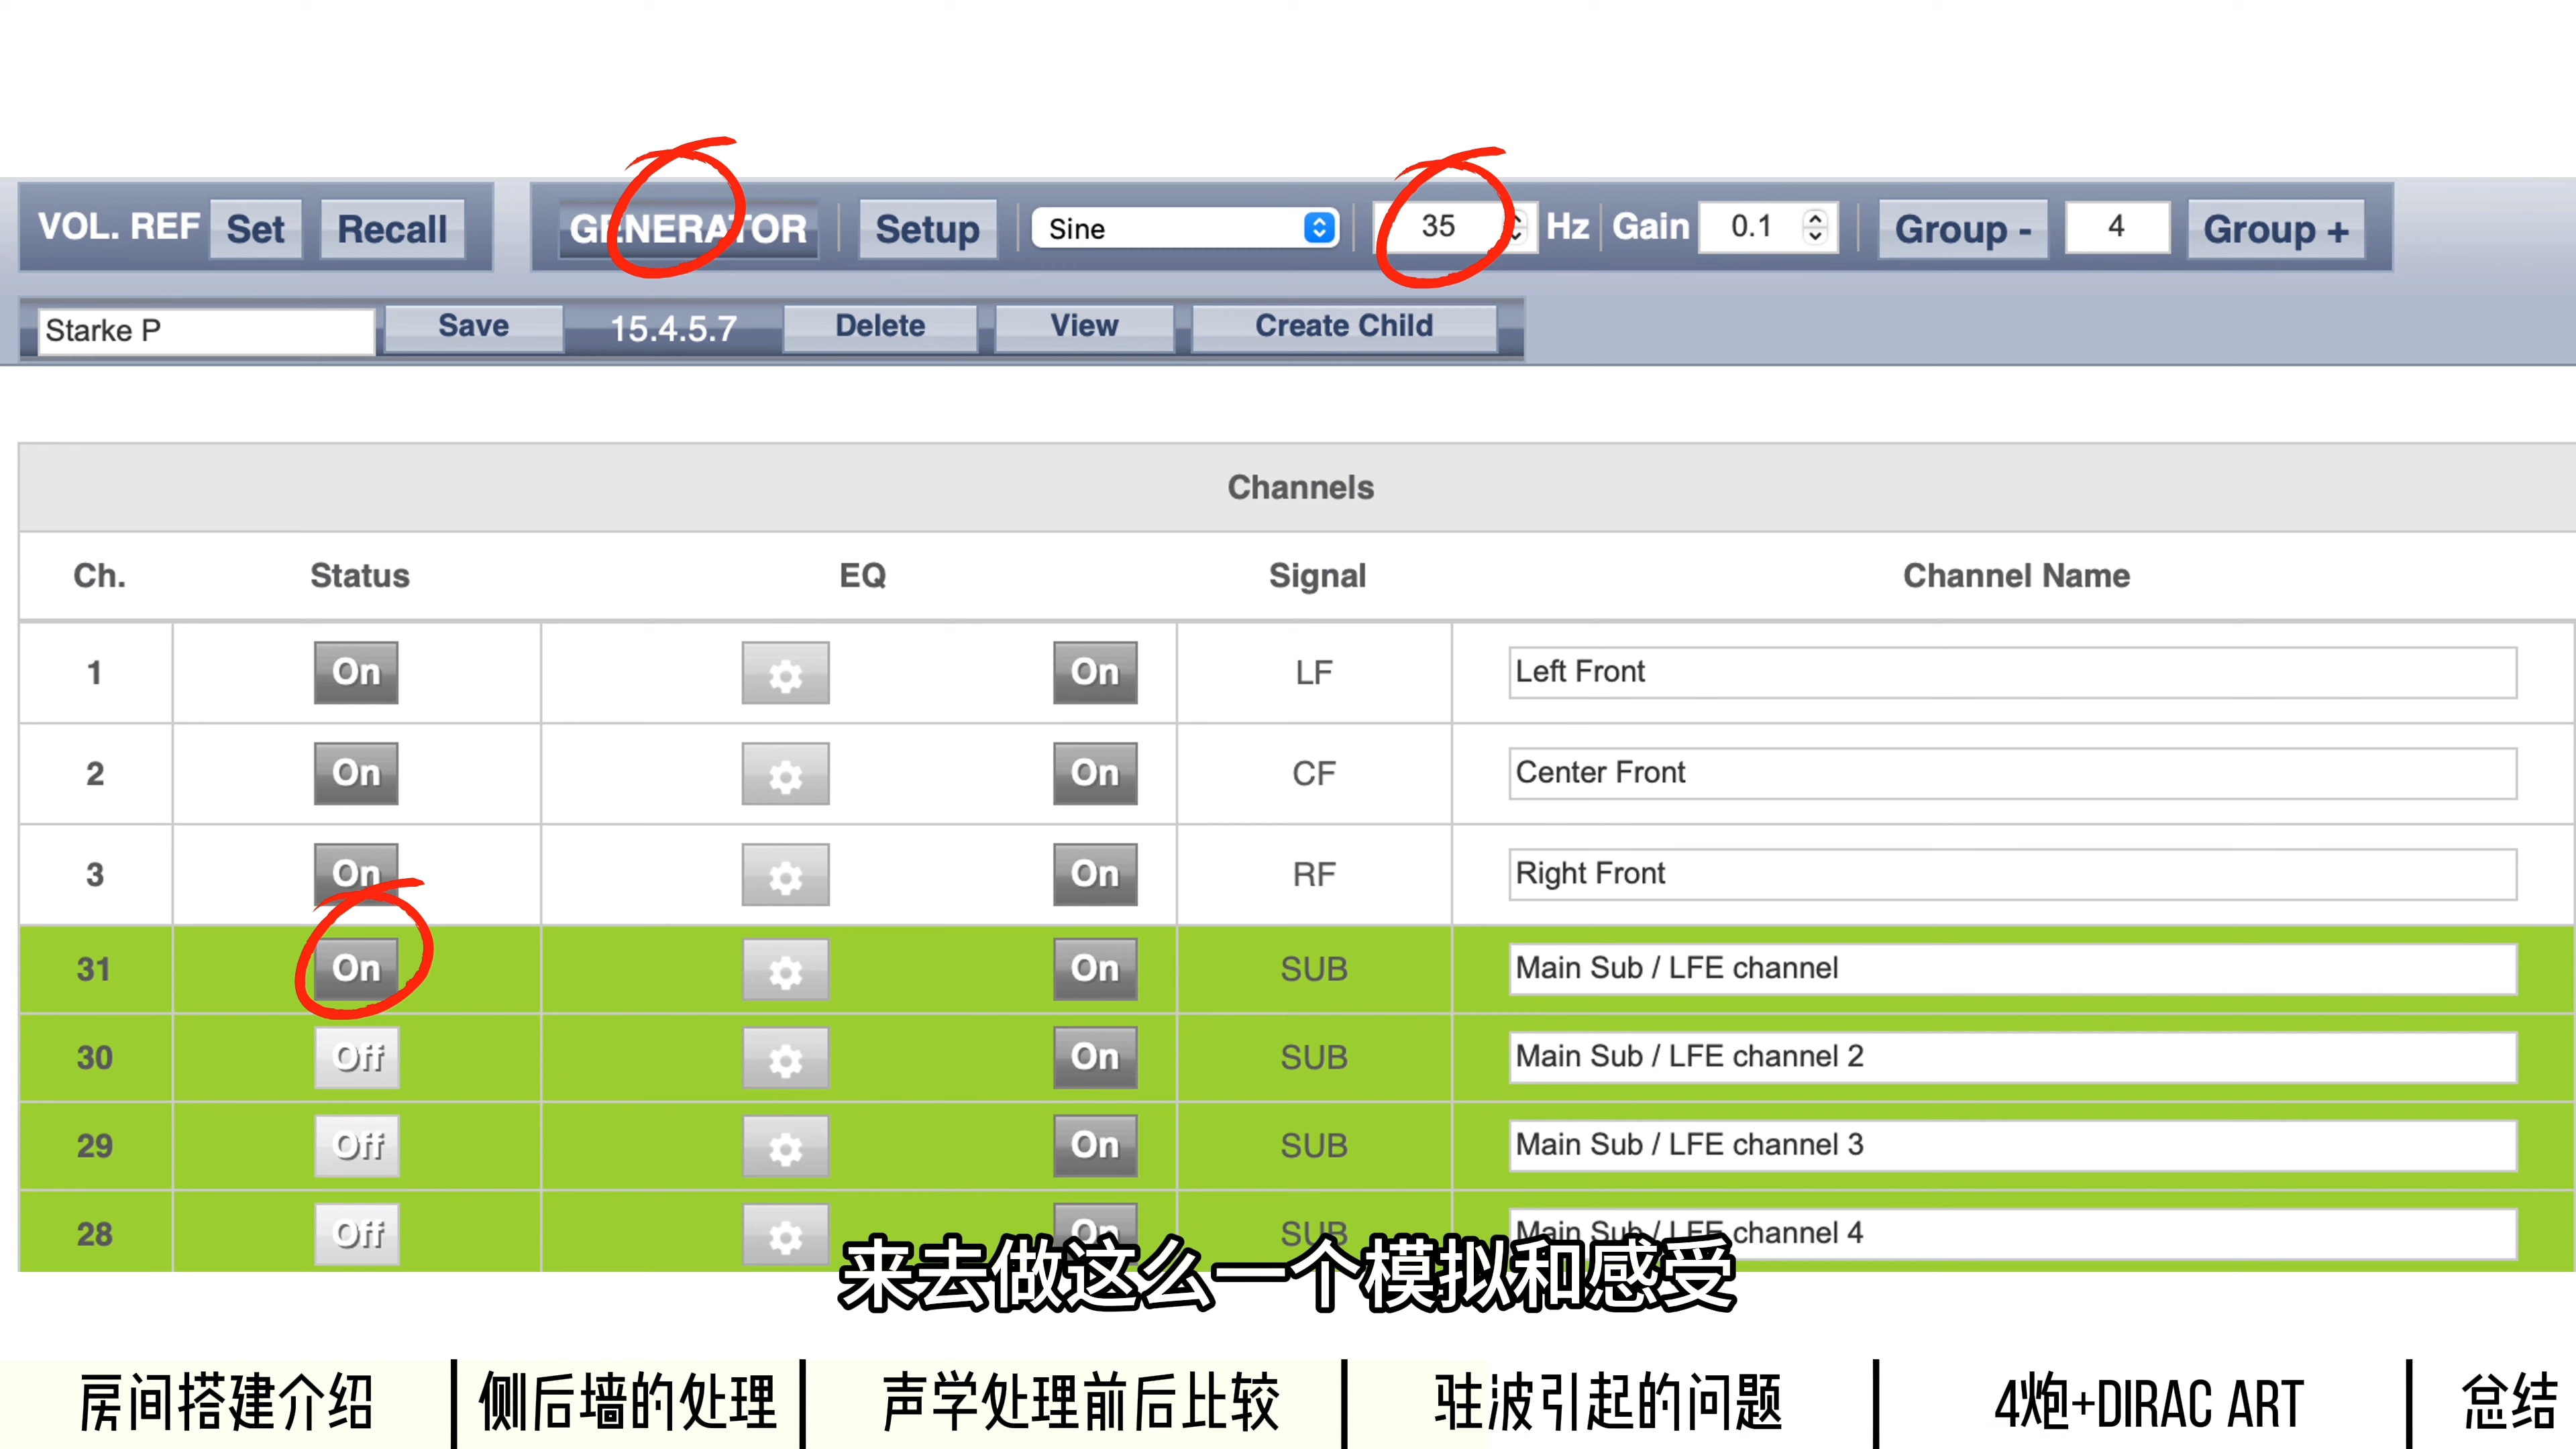 VOL. REF Set Recall GENERATOR Setup Sine 35 Hz Gain 0.1 Group - 4 Group +
Starke P Save 15.4.5.7 Delete View Create Child
Channels
Ch. Status EQ Signal Channel Name
1 On On LF Left Front
2 On On CF Center Front
3 On On RF Right Front
31 On On SUB Main Sub / LFE channel
30 Off On SUB Main Sub / LFE channel 2
29 Off On SUB Main Sub / LFE channel 3
28 Off On SUB Main Sub / LFE channel 4
来去做这么一个模拟和感受
房间搭建介绍 侧后墙的处理 声学处理前后比较 驻波引起的问题 4炮+DIRAC ART 总结